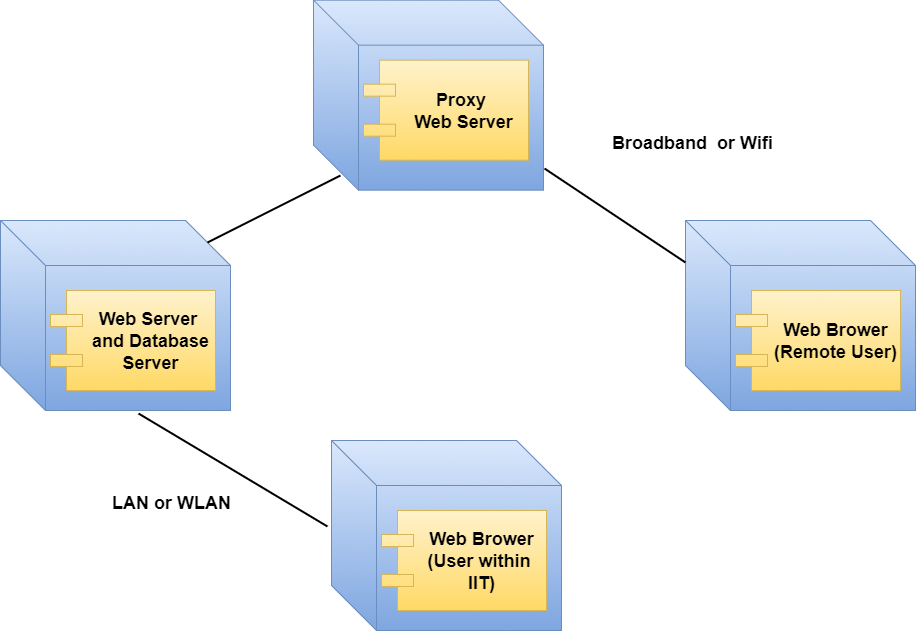 Proxy
Web Server
Broadband  or Wifi
Web Server
and Database
Server
Web Brower
(Remote User)
LAN or WLAN
Web Brower
(User within
IIT)